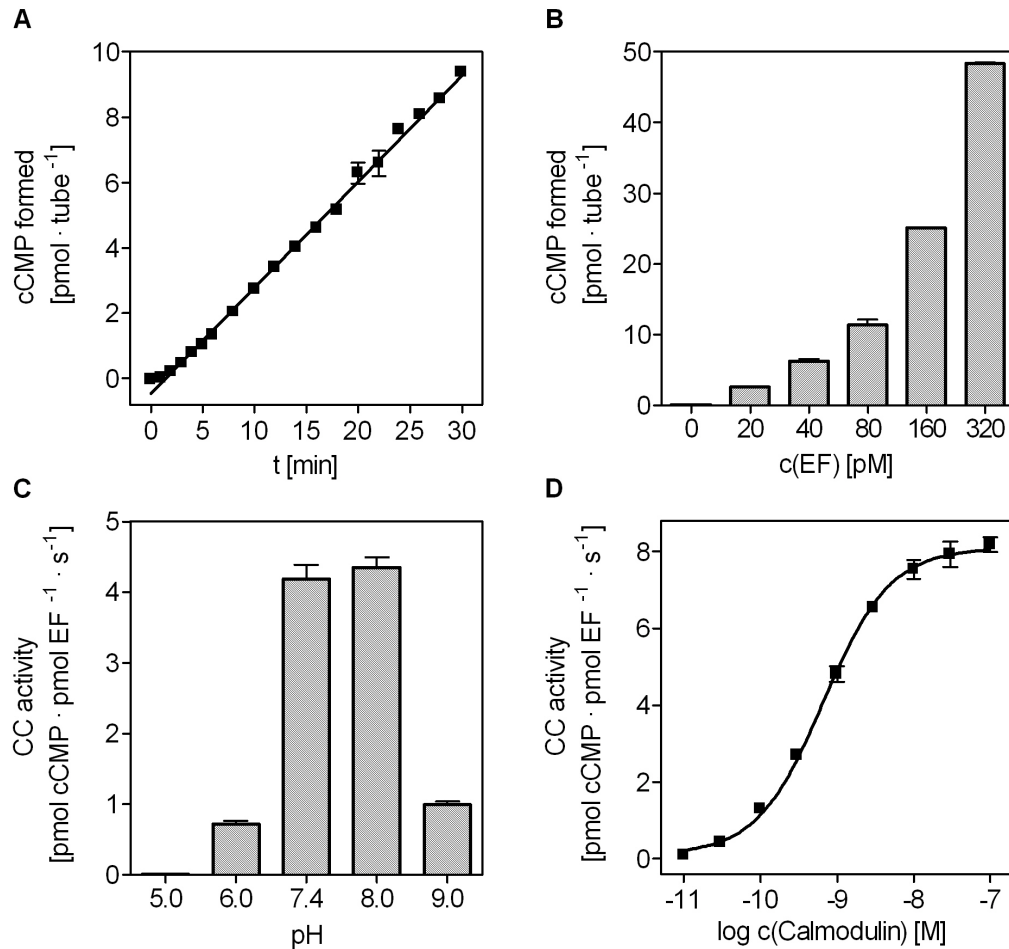 A
cCMP formed
[pmol · tube⁻¹]
10
8
6
4
2
0
0 5 10 15 20 25 30
t [min]
B
cCMP formed
[pmol · tube⁻¹]
50
40
30
20
10
0
0 20 40 80 160 320
c(EF) [pM]
C
CC activity
[pmol cCMP · pmol EF⁻¹ · s⁻¹]
5
4
3
2
1
0
5.0 6.0 7.4 8.0 9.0
pH
D
CC activity
[pmol cCMP · pmol EF⁻¹ · s⁻¹]
8
6
4
2
0
-11 -10 -9 -8 -7
log c(Calmodulin) [M]